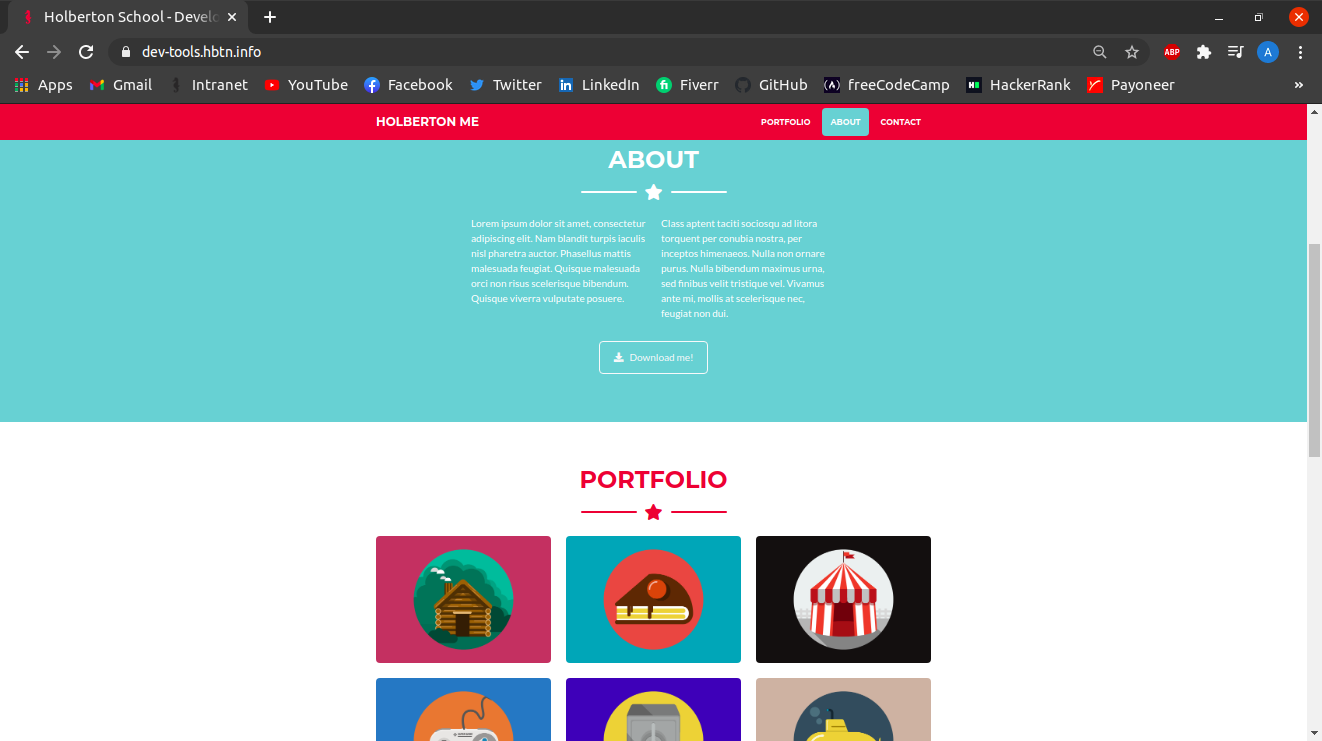 Holberton School - Develo
dev-tools.hbtn.info
ABP
A
Apps
Gmail
Intranet
YouTube
Facebook
Twitter
LinkedIn
Fiverr
GitHub
freeCodeCamp
HackerRank
Payoneer
»
HOLBERTON ME
PORTFOLIO
ABOUT
CONTACT
ABOUT
Lorem ipsum dolor sit amet, consectetur
adipiscing elit. Nam blandit turpis iaculis
nisl pharetra auctor. Phasellus mattis
malesuada feugiat. Quisque malesuada
orci non risus scelerisque bibendum.
Quisque viverra vulputate posuere.
Class aptent taciti sociosqu ad litora
torquent per conubia nostra, per
inceptos himenaeos. Nulla non ornare
purus. Nulla bibendum maximus urna,
sed finibus velit tristique vel. Vivamus
ante mi, mollis at scelerisque nec,
feugiat non dui.
Download me!
PORTFOLIO